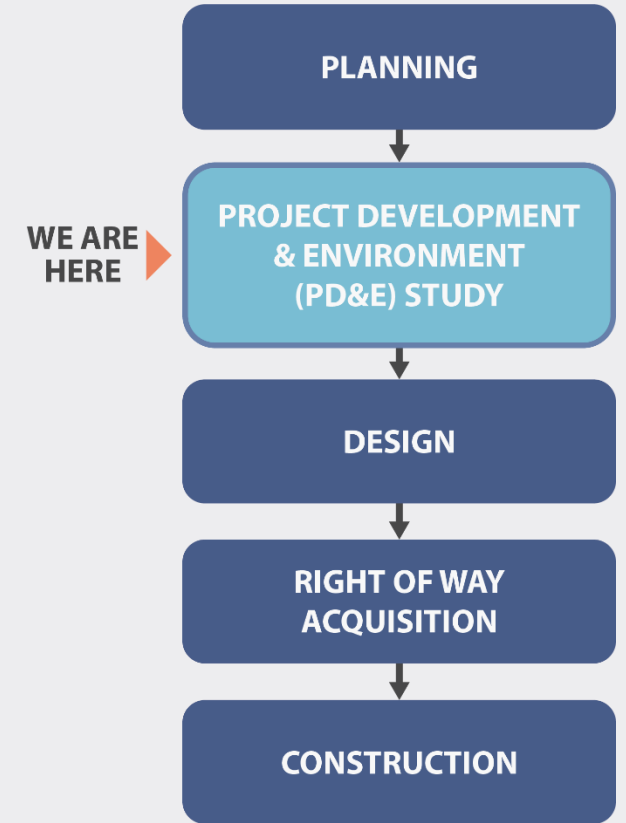 PLANNING
WE ARE
HERE
PROJECT DEVELOPMENT
& ENVIRONMENT
(PD&E) STUDY
DESIGN
RIGHT OF WAY
ACQUISITION
CONSTRUCTION